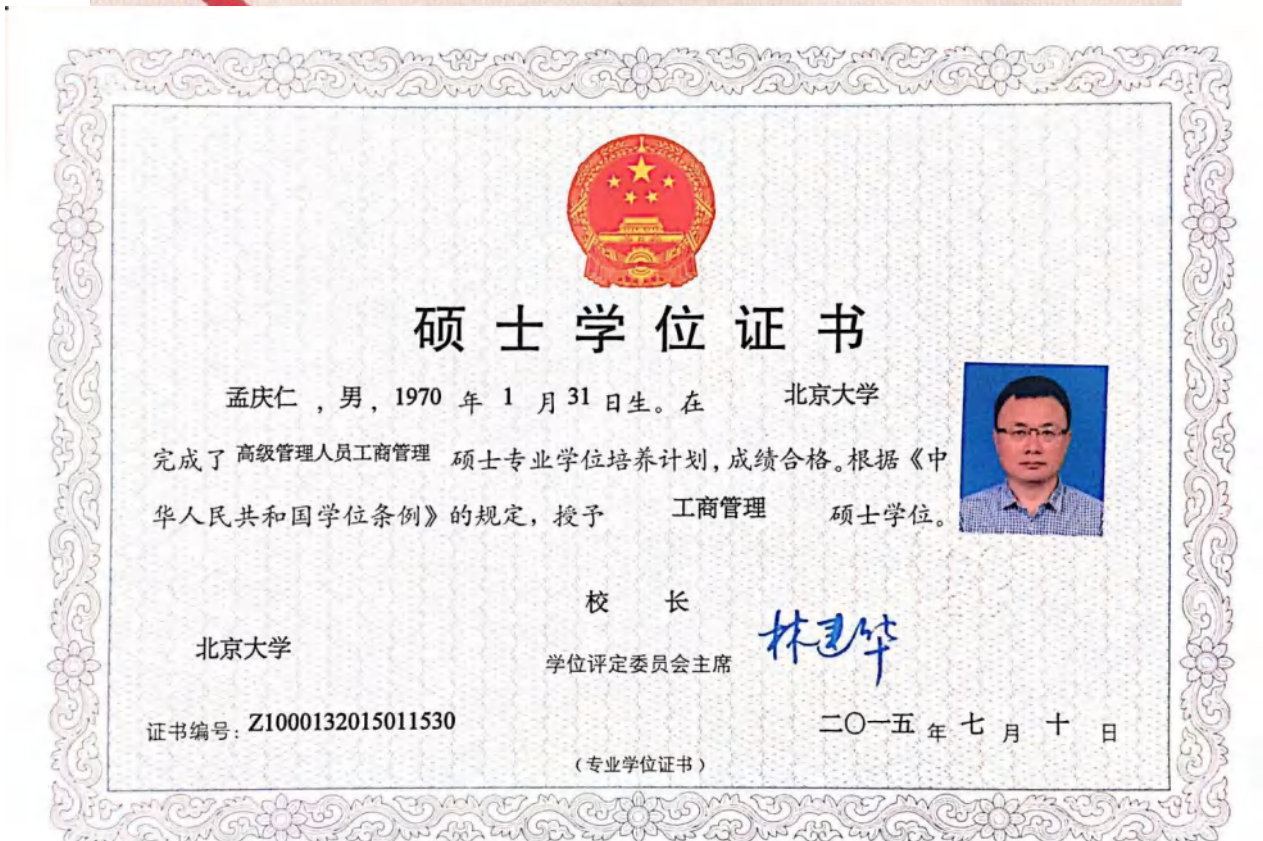 硕士学位证书
孟庆仁，男，1970 年 1 月 31 日生。在 北京大学
完成了 高级管理人员工商管理 硕士专业学位培养计划，成绩合格。根据《中
华人民共和国学位条例》的规定，授予 工商管理 硕士学位。
校 长
林建华
北京大学
学位评定委员会主席
证书编号：Z1000132015011530
二〇一五 年 七 月 十 日
（专业学位证书）